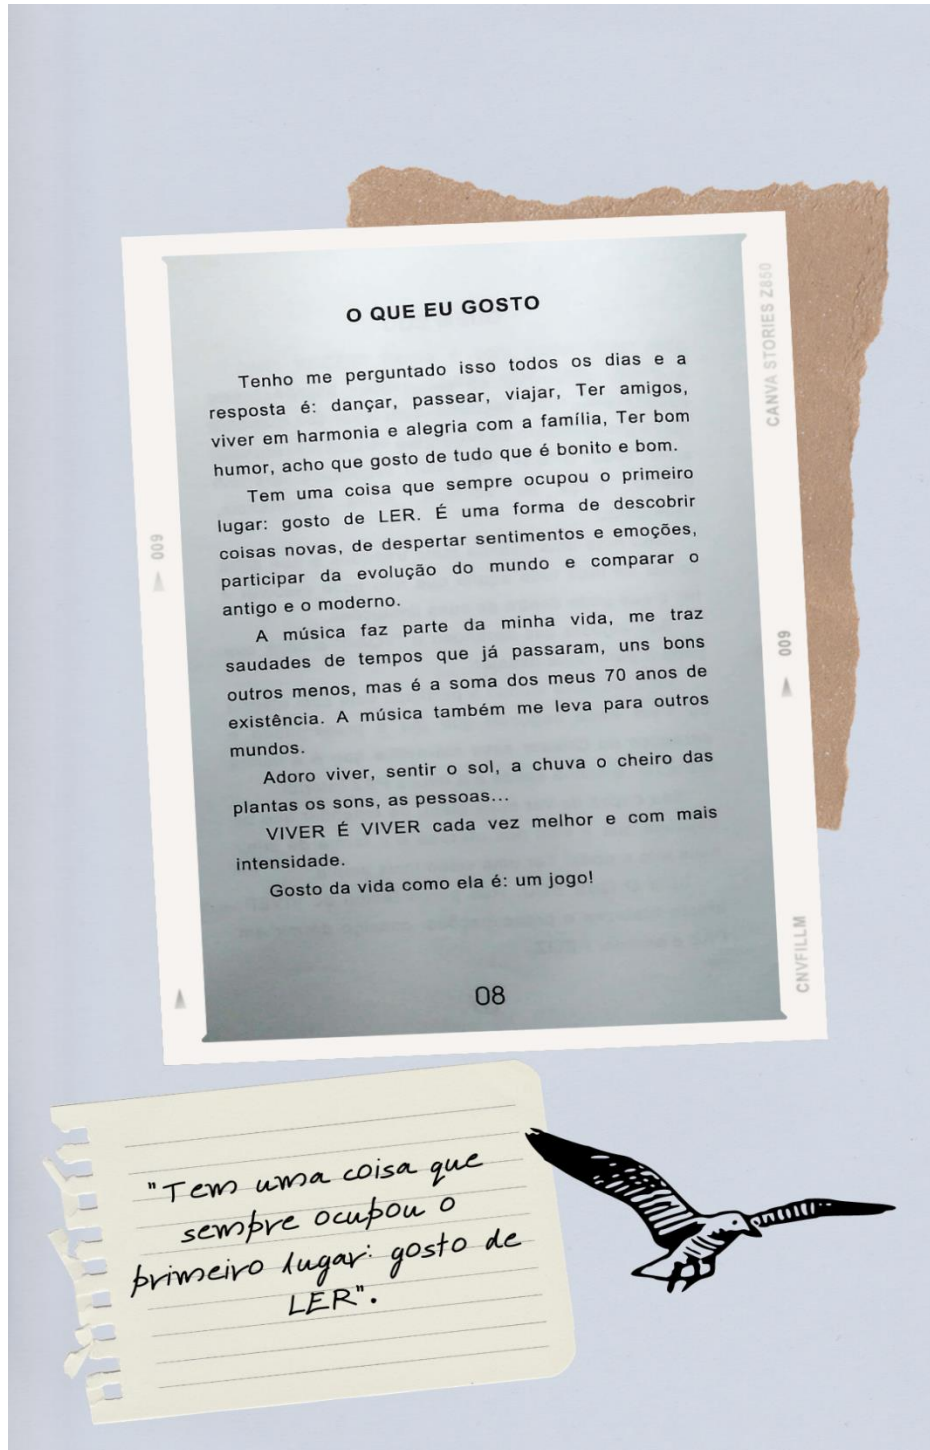 O QUE EU GOSTO
Tenho me perguntado isso todos os dias e a
resposta é: dançar, passear, viajar, Ter amigos,
viver em harmonia e alegria com a família, Ter bom
humor, acho que gosto de tudo que é bonito e bom.
Tem uma coisa que sempre ocupou o primeiro
lugar: gosto de LER. É uma forma de descobrir
coisas novas, de despertar sentimentos e emoções,
participar da evolução do mundo e comparar o
antigo e o moderno.
A música faz parte da minha vida, me traz
saudades de tempos que já passaram, uns bons
outros menos, mas é a soma dos meus 70 anos de
existência. A música também me leva para outros
mundos.
Adoro viver, sentir o sol, a chuva o cheiro das
plantas os sons, as pessoas...
VIVER É VIVER cada vez melhor e com mais
intensidade.
Gosto da vida como ela é: um jogo!
08
CANVA STORIES Z850
009
009
CNVFILLM
"Tem uma coisa que
sempre ocupou o
primeiro lugar: gosto de
LER".